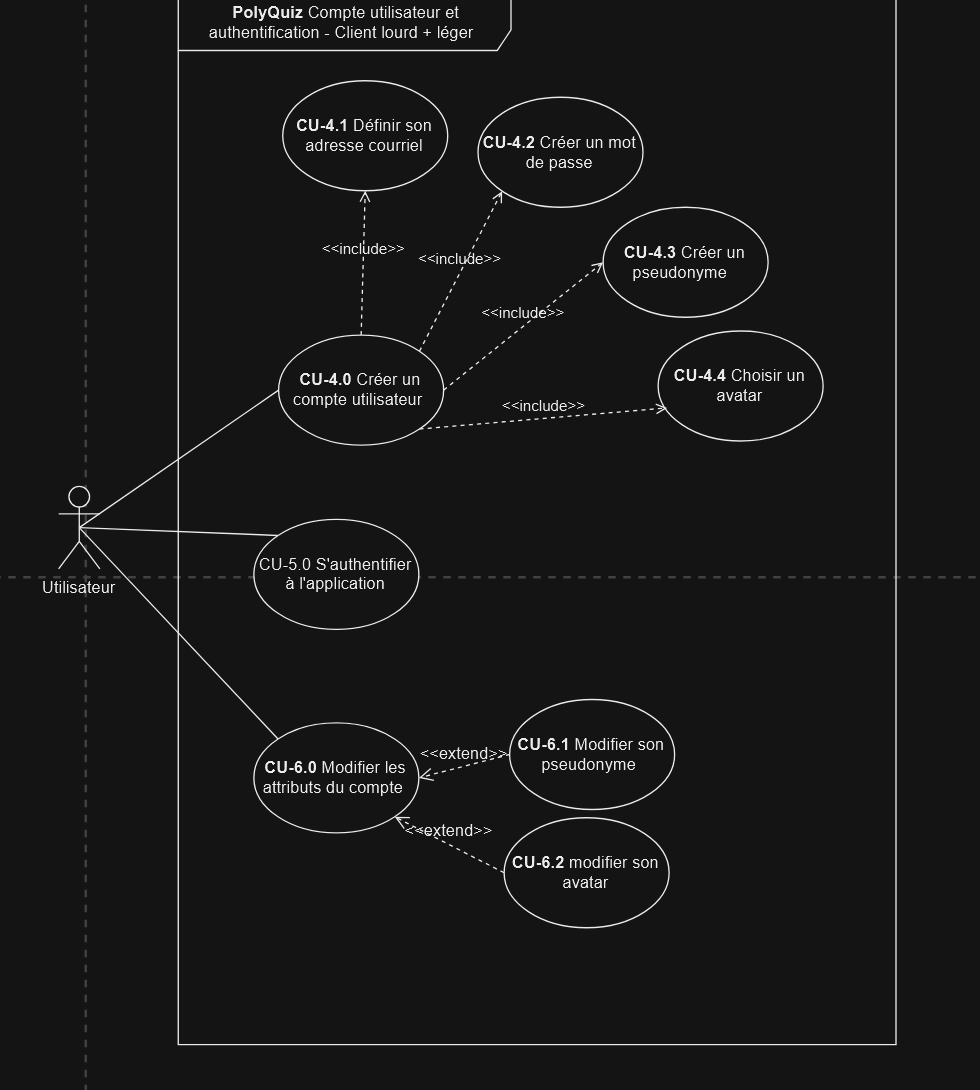 PolyQuiz Compte utilisateur et
authentification - Client lourd + léger
CU-4.1 Définir son
adresse courriel
CU-4.2 Créer un mot
de passe
<<include>>
<<include>>
CU-4.3 Créer un
pseudonyme
<<include>>
CU-4.0 Créer un
compte utilisateur
CU-4.4 Choisir un
avatar
<<include>>
Utilisateur
CU-5.0 S'authentifier
à l'application
CU-6.0 Modifier les
attributs du compte
<<extend>>
CU-6.1 Modifier son
pseudonyme
<<extend>>
CU-6.2 modifier son
avatar